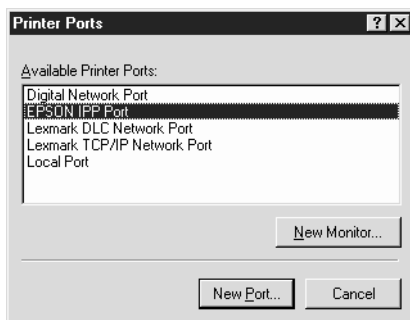 Printer Ports
Available Printer Ports:
Digital Network Port
EPSON IPP Port
Lexmark DLC Network Port
Lexmark TCP/IP Network Port
Local Port
New Monitor...
New Port... Cancel